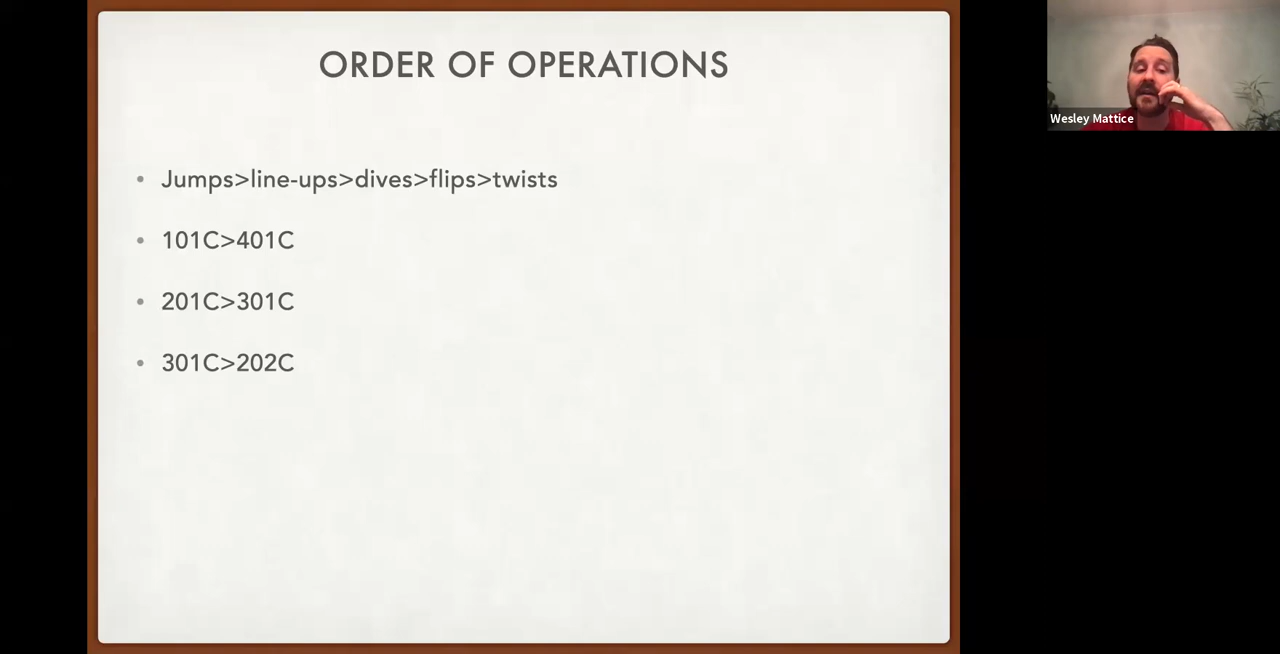 ORDER OF OPERATIONS
Jumps>line-ups>dives>flips>twists
101C>401C
201C>301C
301C>202C
Wesley Mattice